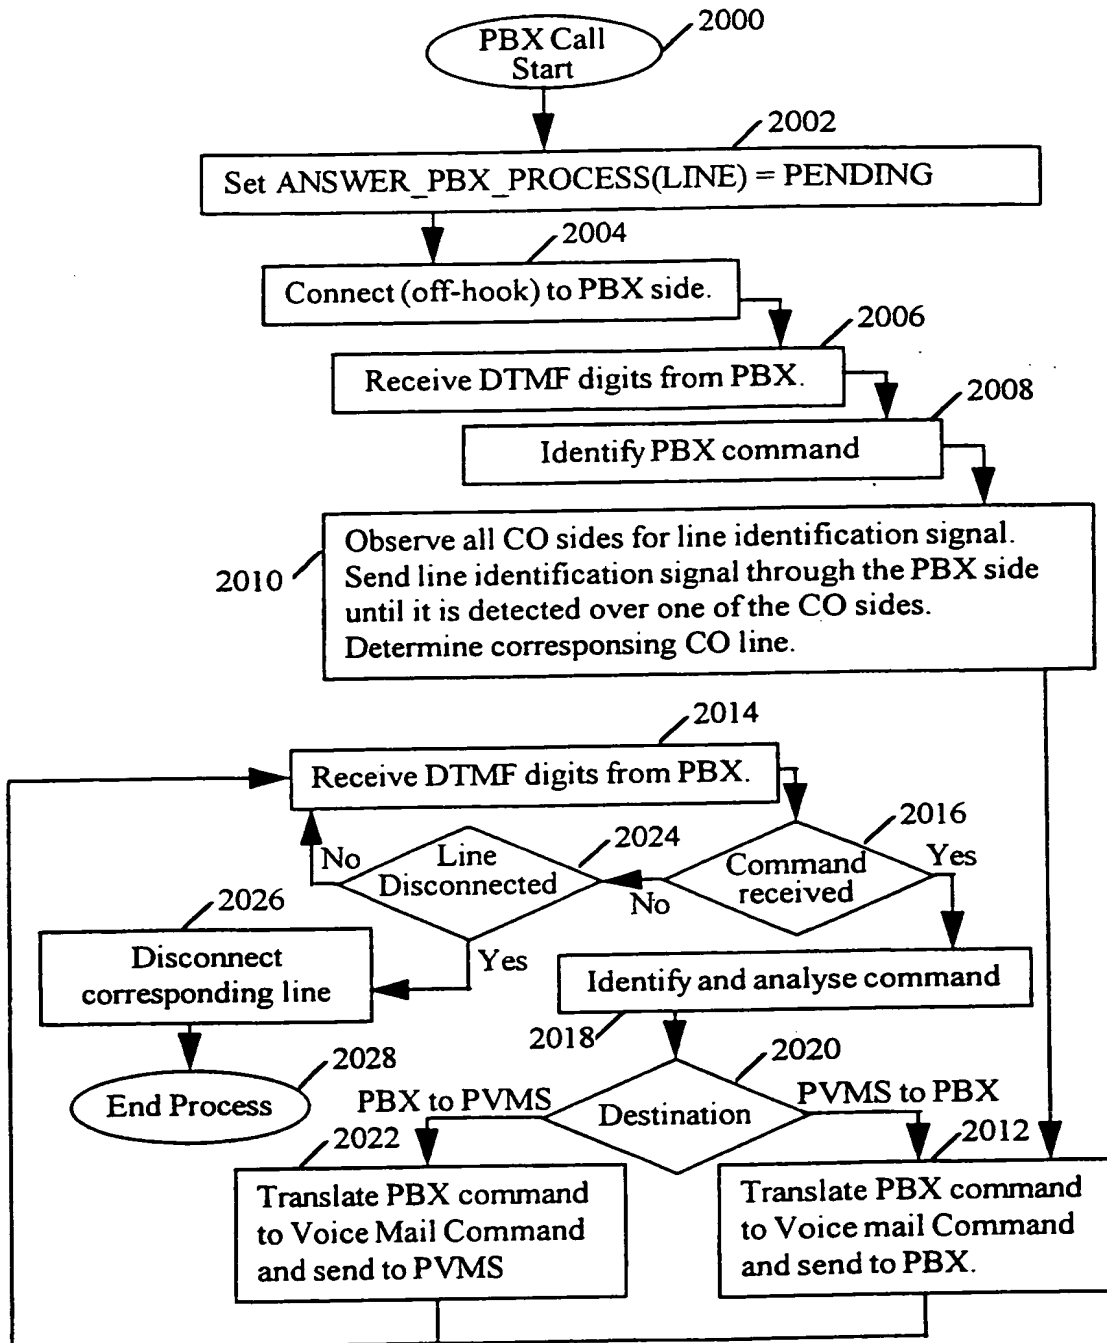 PBX Call
Start
2000
2002
Set ANSWER_PBX_PROCESS(LINE) = PENDING
2004
Connect (off-hook) to PBX side.
2006
Receive DTMF digits from PBX.
2008
Identify PBX command
2010
Observe all CO sides for line identification signal.
Send line identification signal through the PBX side
until it is detected over one of the CO sides.
Determine corresponsing CO line.
2014
Receive DTMF digits from PBX.
2016
Command
received
Yes
No
2024
Line
Disconnected
No
Yes
2026
Disconnect
corresponding line
2028
End Process
Identify and analyse command
2018
2020
Destination
PBX to PVMS
PVMS to PBX
2022
Translate PBX command
to Voice Mail Command
and send to PVMS
2012
Translate PBX command
to Voice mail Command
and send to PBX.